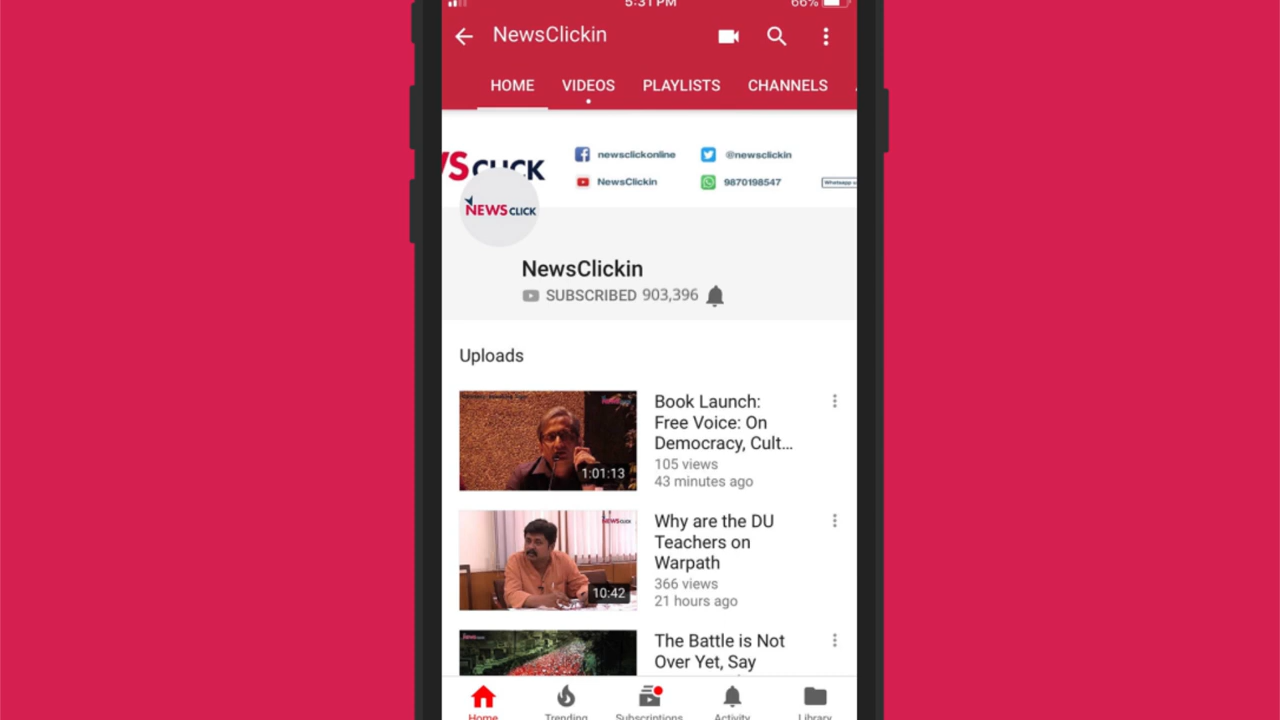 5:31 PM
66%
NewsClickin
HOME VIDEOS PLAYLISTS CHANNELS
CLICK
newsclickonline @newsclickin
NewsClickin 9870198547
Whatsapp
NEWS CLICK
NewsClickin
SUBSCRIBED 903,396
Uploads
Book Launch:
Free Voice: On
Democracy, Cult...
105 views
43 minutes ago
1:01:13
Why are the DU
Teachers on
Warpath
366 views
21 hours ago
NEWSCLICK
10:42
The Battle is Not
Over Yet, Say
Home Trending Subscriptions Activity Library